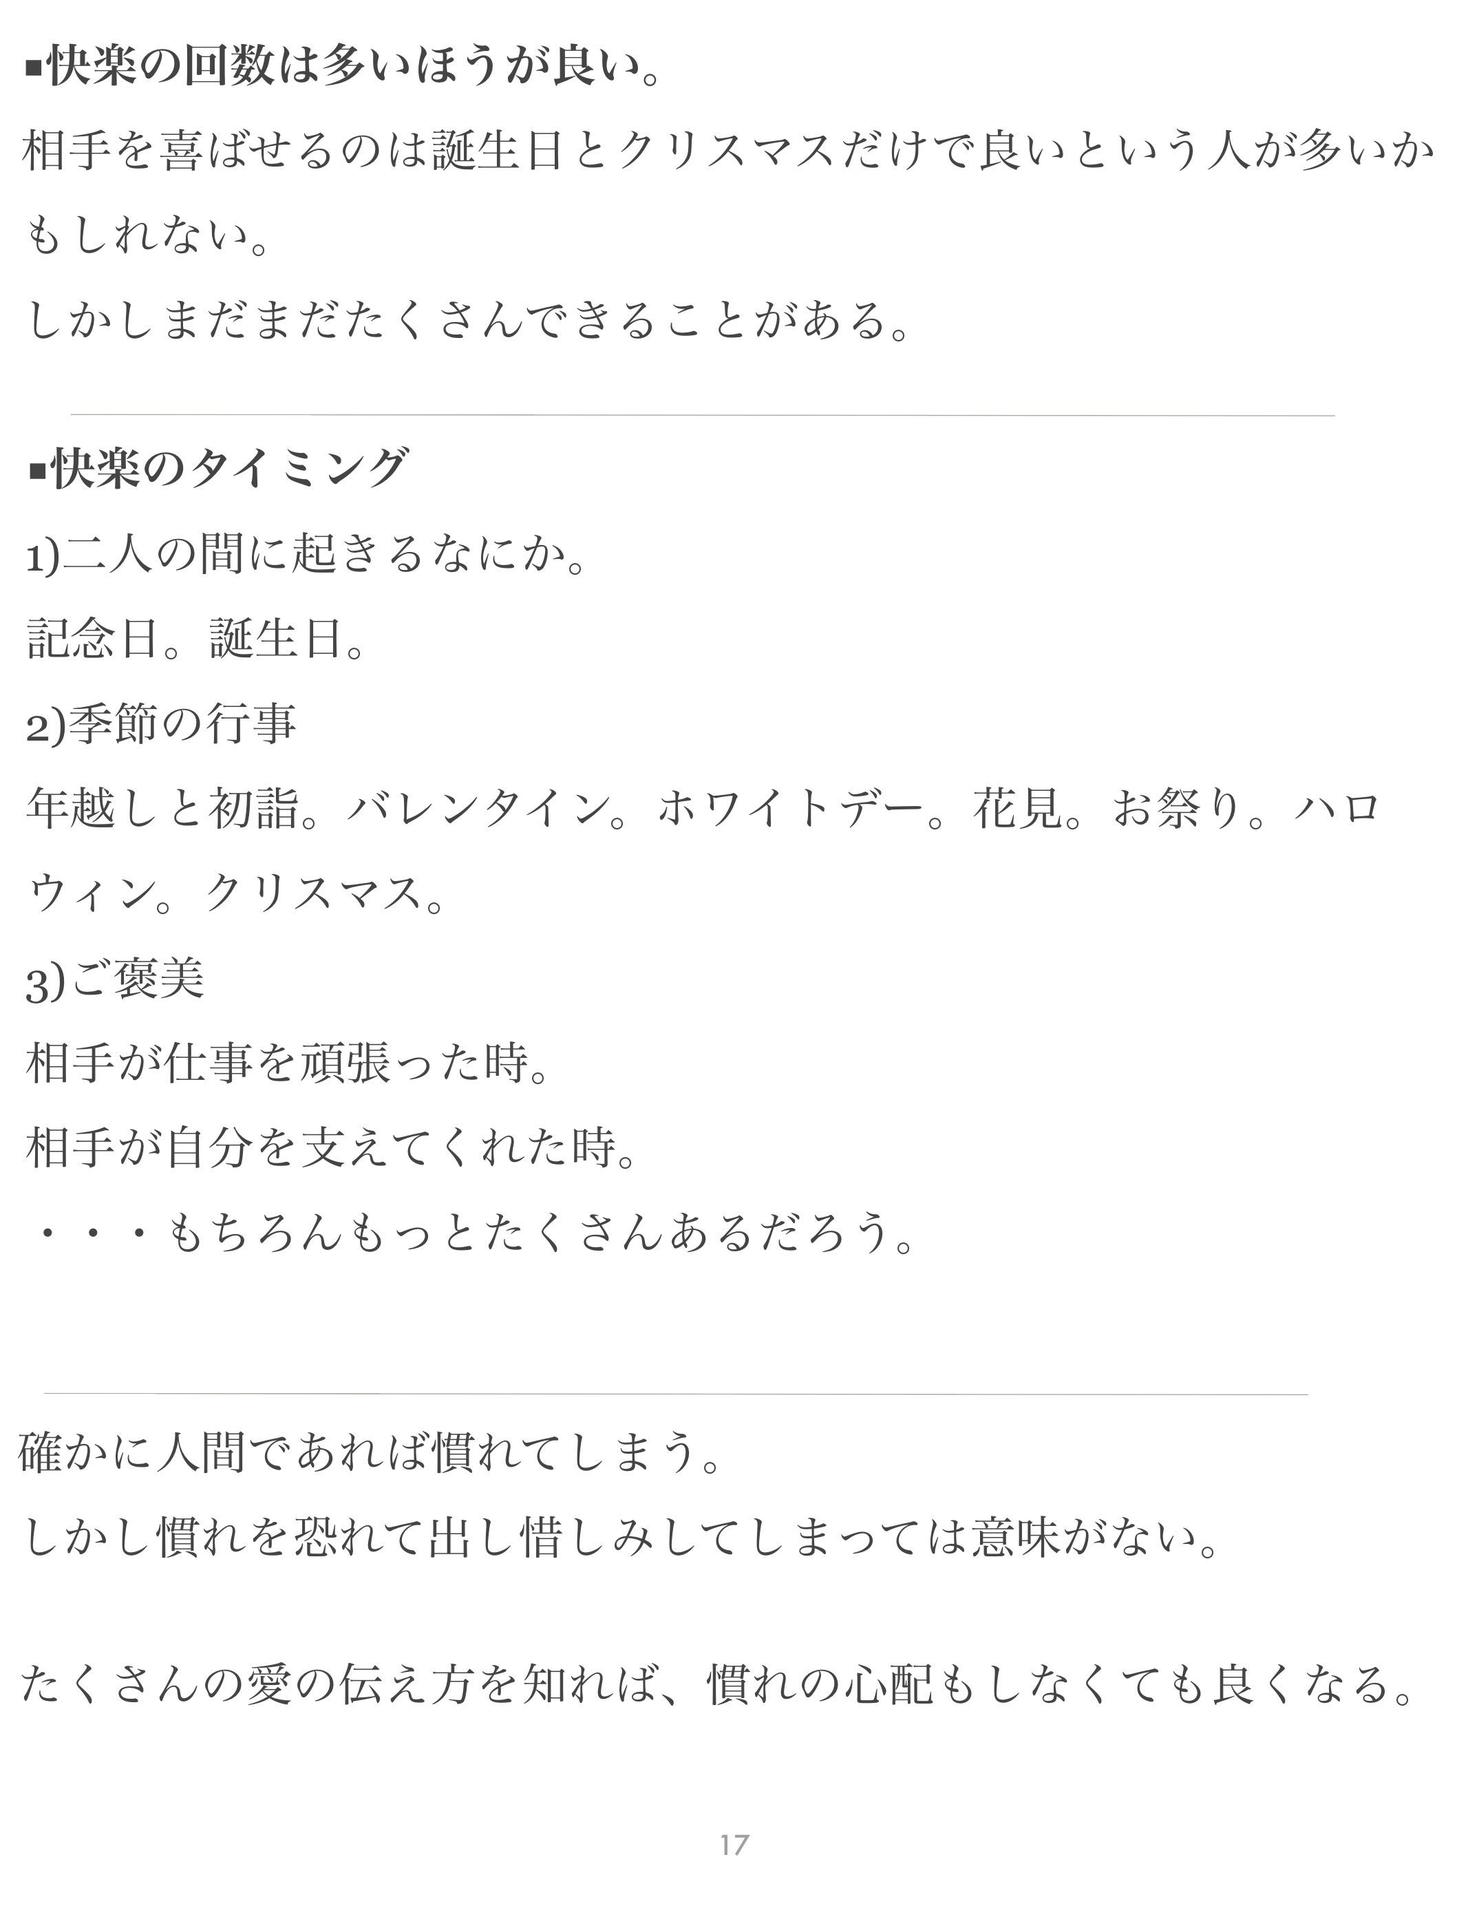 ▪快楽の回数は多いほうが良い。
相手を喜ばせるのは誕生日とクリスマスだけで良いという人が多いか
もしれない。
しかしまだまだたくさんできることがある。
▪快楽のタイミング
1)二人の間に起きるなにか。
記念日。誕生日。
2)季節の行事
年越しと初詣。バレンタイン。ホワイトデー。花見。お祭り。ハロ
ウィン。クリスマス。
3)ご褒美
相手が仕事を頑張った時。
相手が自分を支えてくれた時。
・・・もちろんもっとたくさんあるだろう。
確かに人間であれば慣れてしまう。
しかし慣れを恐れて出し惜しみしてしまっては意味がない。
たくさんの愛の伝え方を知れば、慣れの心配もしなくても良くなる。
17